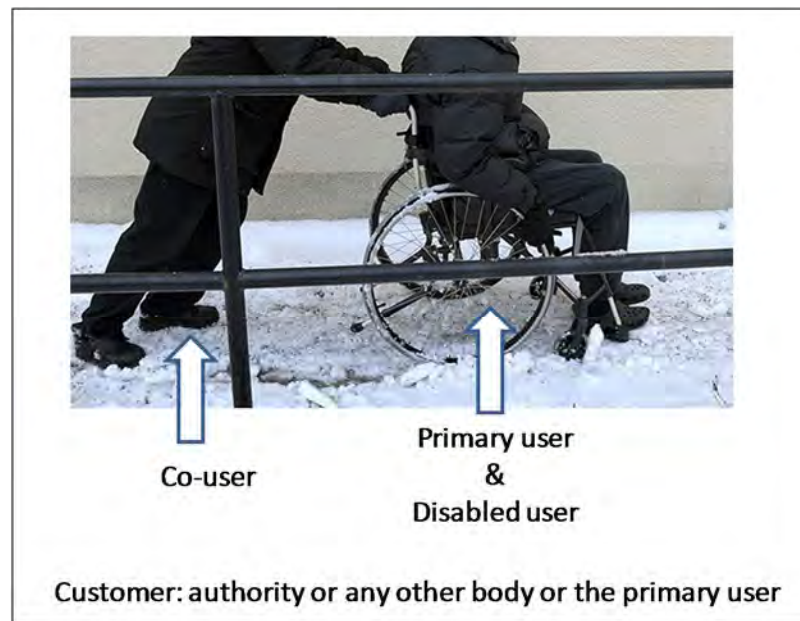 Co-user
Primary user
&
Disabled user
Customer: authority or any other body or the primary user